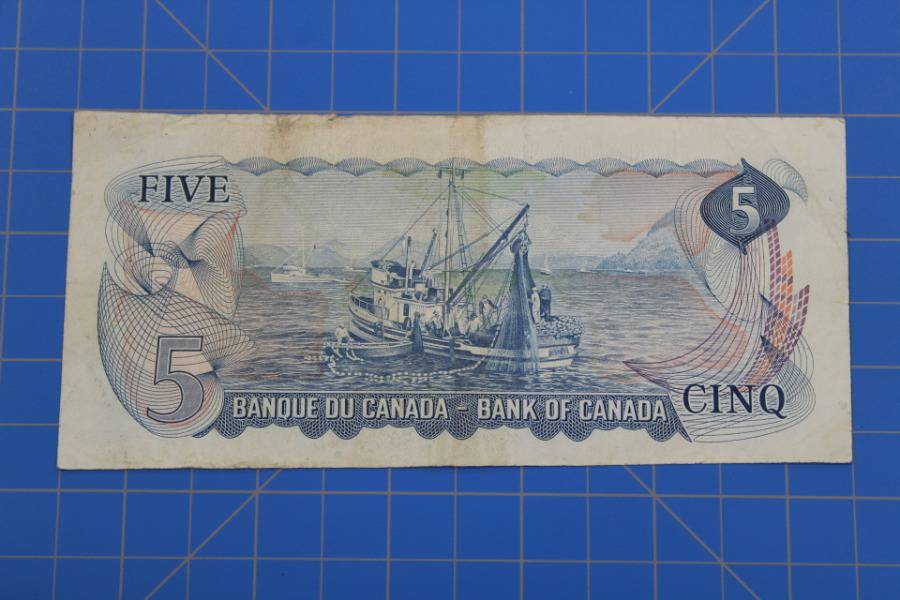 FIVE
5
5
BANQUE DU CANADA - BANK OF CANADA
CINQ